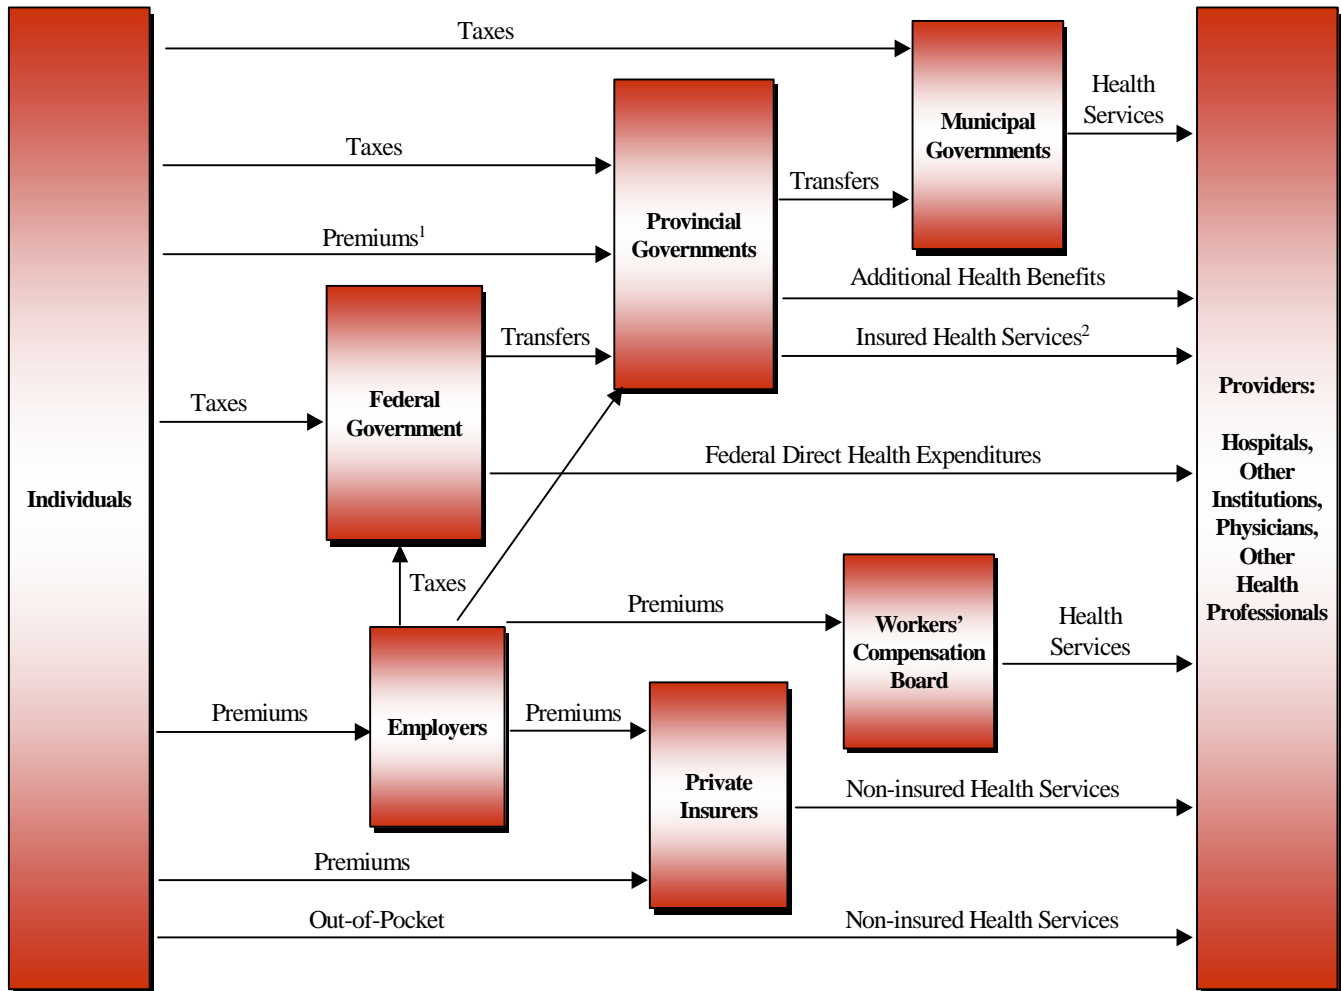 Taxes
Health
Services
Municipal
Governments
Taxes
Transfers
Provincial
Governments
Premiums1
Additional Health Benefits
Transfers
Insured Health Services2
Taxes
Federal
Government
Federal Direct Health Expenditures
Individuals
Providers:
Hospitals,
Other
Institutions,
Physicians,
Other
Health
Professionals
Taxes
Premiums
Workers’
Compensation
Board
Health
Services
Premiums
Employers
Premiums
Private
Insurers
Non-insured Health Services
Premiums
Out-of-Pocket
Non-insured Health Services